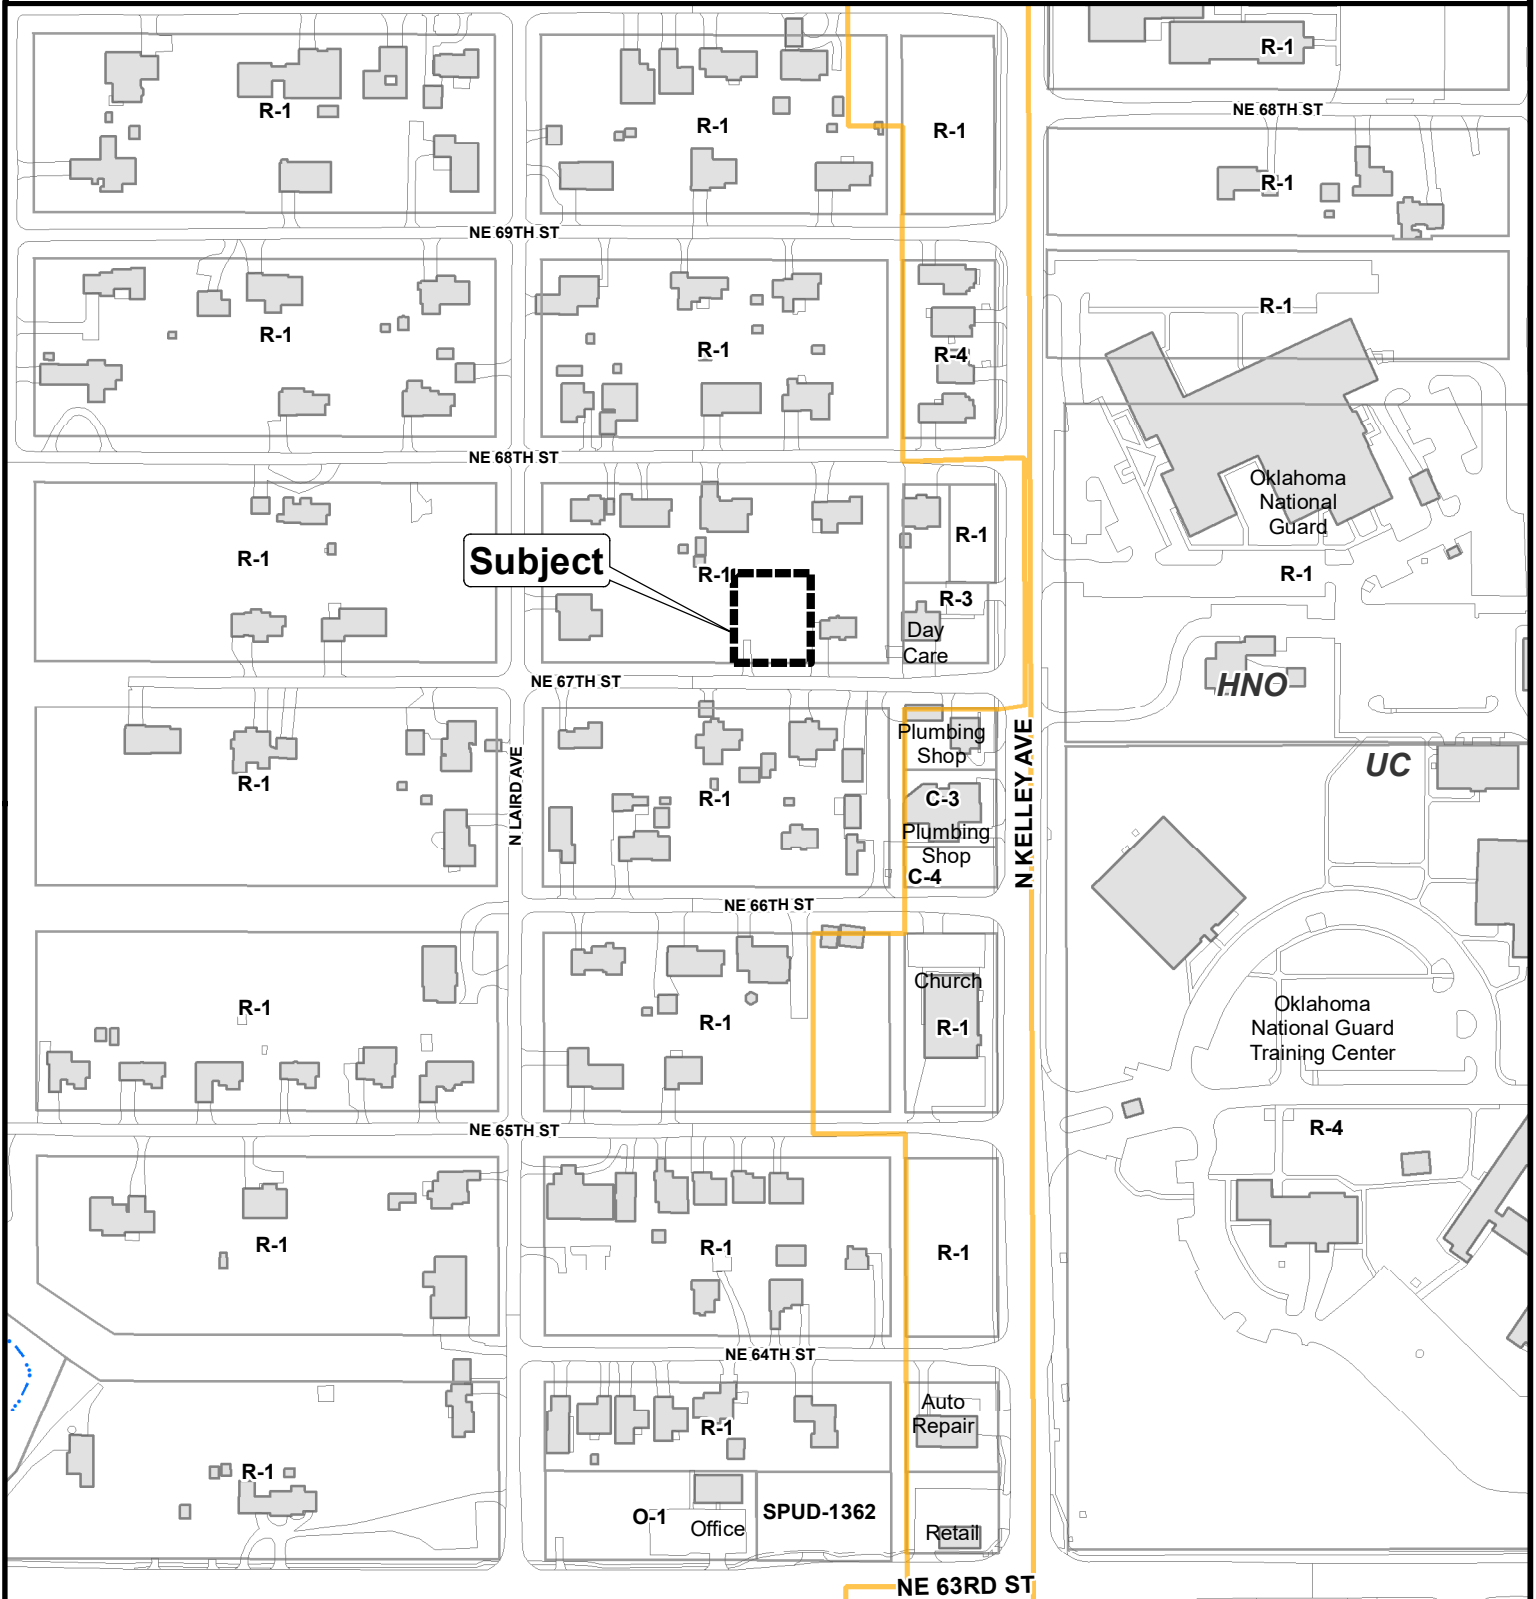 R-1
R-1
NE 68TH ST
R-1
R-1
R-1
NE 69TH ST
R-1
R-1
R-1
R-1
R-4
NE 68TH ST
Oklahoma
National
Guard
R-1
R-1
Subject
R-1
R-1
R-3
Day
Care
NE 67TH ST
HNO
Plumbing
Shop
N KELLEY AVE
UC
N LAIRD AVE
R-1
R-1
C-3
Plumbing
Shop
C-4
NE 66TH ST
Church
R-1
R-1
R-1
Oklahoma
National Guard
Training Center
NE 65TH ST
R-4
R-1
R-1
R-1
NE 64TH ST
Auto
Repair
R-1
R-1
O-1
Office
SPUD-1362
Retail
NE 63RD ST